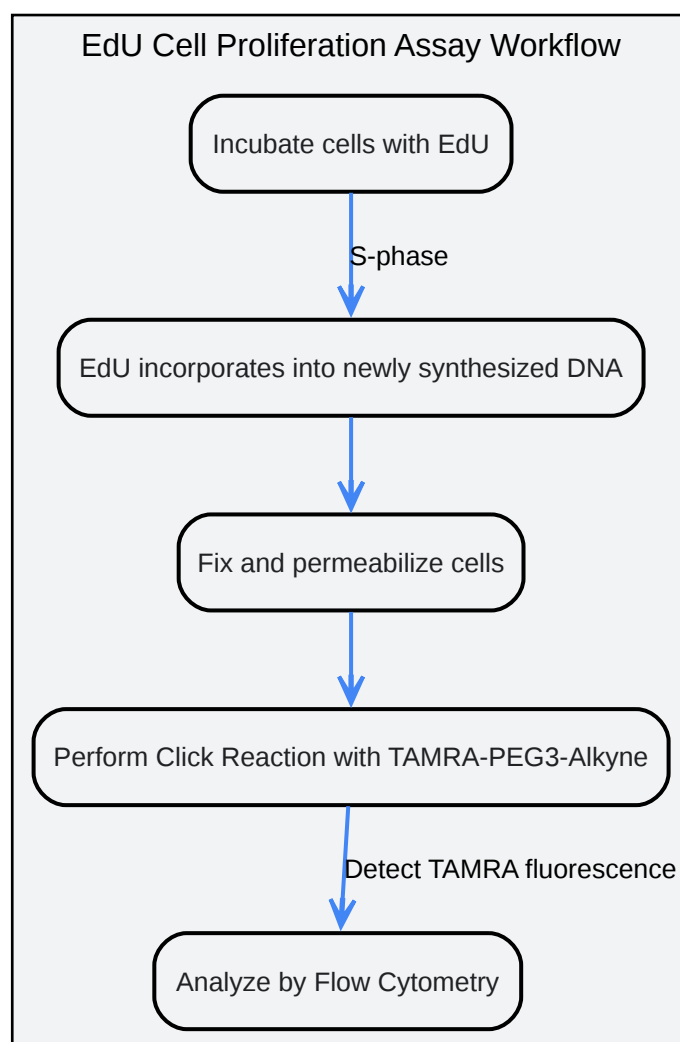 EdU Cell Proliferation Assay Workflow
Incubate cells with EdU
S-phase
EdU incorporates into newly synthesized DNA
Fix and permeabilize cells
Perform Click Reaction with TAMRA-PEG3-Alkyne
Detect TAMRA fluorescence
Analyze by Flow Cytometry